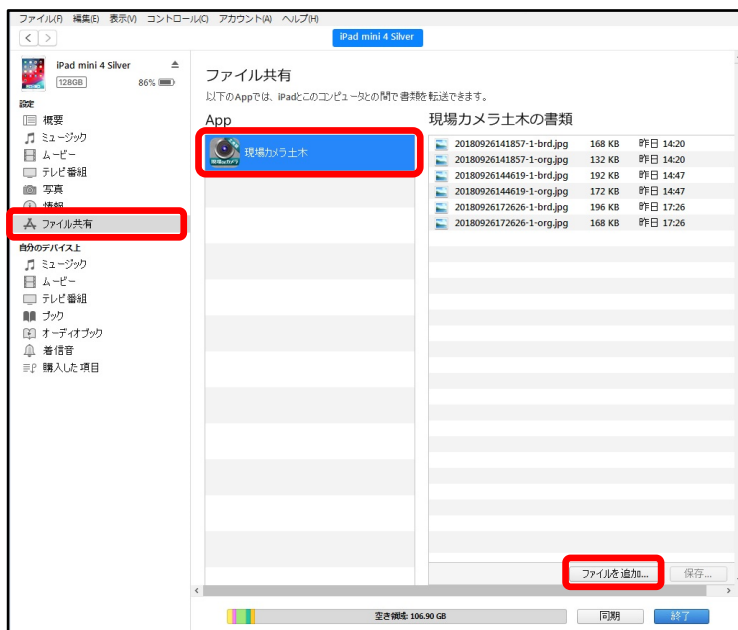 ファイル(F) 編集(E) 表示(V) コントロール(C) アカウント(A) ヘルプ(H)
iPad mini 4 Silver
iPad mini 4 Silver
128GB 86%
設定
概要
ミュージック
ムービー
テレビ番組
写真
情報
ファイル共有
自分のデバイス上
ミュージック
ムービー
テレビ番組
ブック
オーディオブック
着信音
購入した項目
ファイル共有
以下のAppでは、iPadとこのコンピュータとの間で書類を転送できます。
App
現場カメラ土木
現場カメラ土木の書類
20180926141857-1-brd.jpg 168 KB 昨日 14:20
20180926141857-1-org.jpg 132 KB 昨日 14:20
20180926144619-1-brd.jpg 192 KB 昨日 14:47
20180926144619-1-org.jpg 172 KB 昨日 14:47
20180926172626-1-brd.jpg 196 KB 昨日 17:26
20180926172626-1-org.jpg 168 KB 昨日 17:26
ファイルを追加... 保存...
空き領域: 106.90 GB 同期 終了